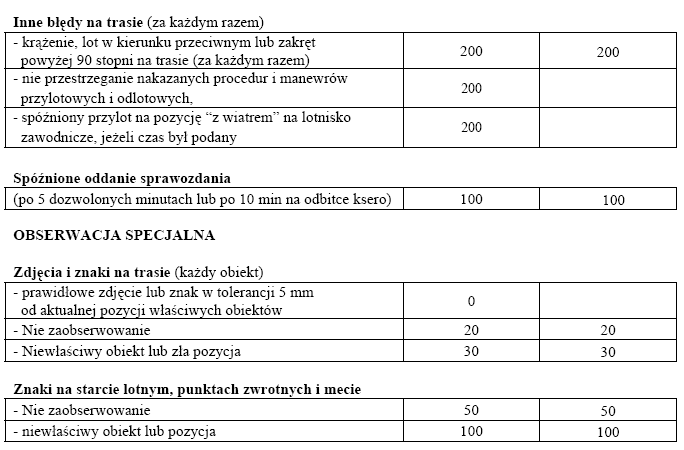 Inne błędy na trasie (za każdym razem)
- krążenie, lot w kierunku przeciwnym lub zakręt
powyżej 90 stopni na trasie (za każdym razem) 200 200
- nie przestrzeganie nakazanych procedur i manewrów
przylotowych i odlotowych, 200
- spóźniony przylot na pozycję “z wiatrem” na lotnisko
zawodnicze, jeżeli czas był podany 200
Spóźnione oddanie sprawozdania
(po 5 dozwolonych minutach lub po 10 min na odbitce ksero) 100 100
OBSERWACJA SPECJALNA
Zdjęcia i znaki na trasie (każdy obiekt)
- prawidłowe zdjęcie lub znak w tolerancji 5 mm
od aktualnej pozycji właściwych obiektów 0
- Nie zaobserwowanie 20 20
- Niewłaściwy obiekt lub zła pozycja 30 30
Znaki na starcie lotnym, punktach zwrotnych i mecie
- Nie zaobserwowanie 50 50
- niewłaściwy obiekt lub pozycja 100 100